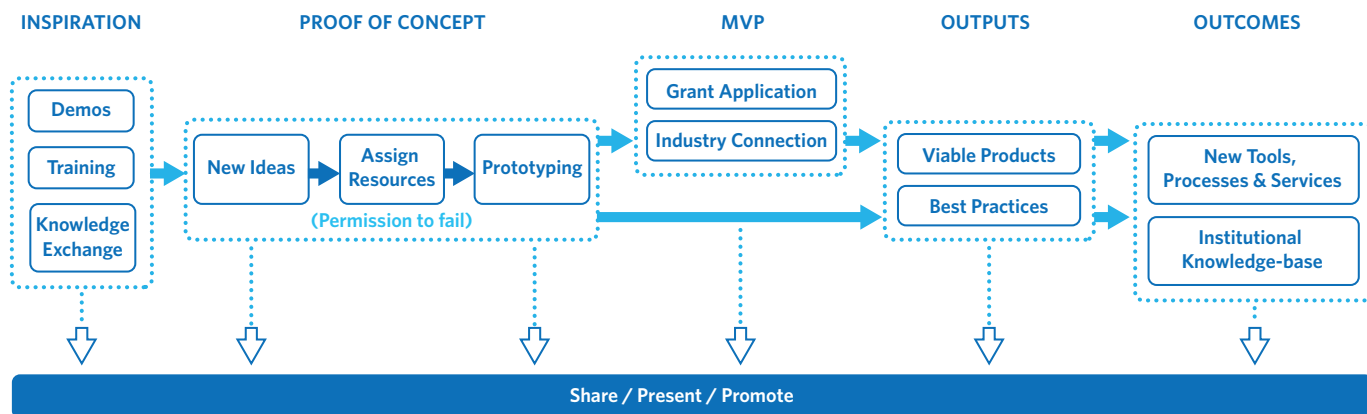 INSPIRATION
PROOF OF CONCEPT
MVP
OUTPUTS
OUTCOMES
Demos
Training
Knowledge
Exchange
New Ideas
Assign
Resources
Prototyping
(Permission to fail)
Grant Application
Industry Connection
Viable Products
Best Practices
New Tools,
Processes & Services
Institutional
Knowledge-base
Share / Present / Promote